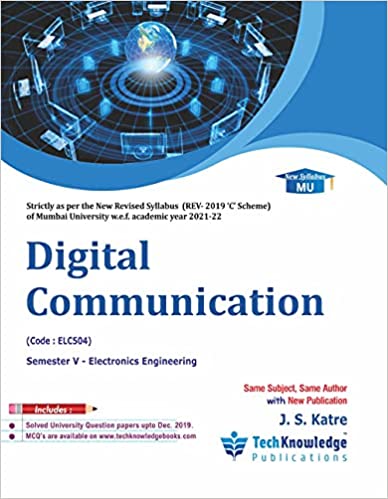 New Syllabus
MU
Strictly as per the New Revised Syllabus (REV- 2019 'C' Scheme)
of Mumbai University w.e.f. academic year 2021-22
Digital
Communication
(Code : ELC504)
Semester V - Electronics Engineering
Same Subject, Same Author
with New Publication
J. S. Katre
Includes :
• Solved University Question papers upto Dec. 2019.
• MCQ's are available on www.techknowledgebooks.com.
TechKnowledge™
Publications